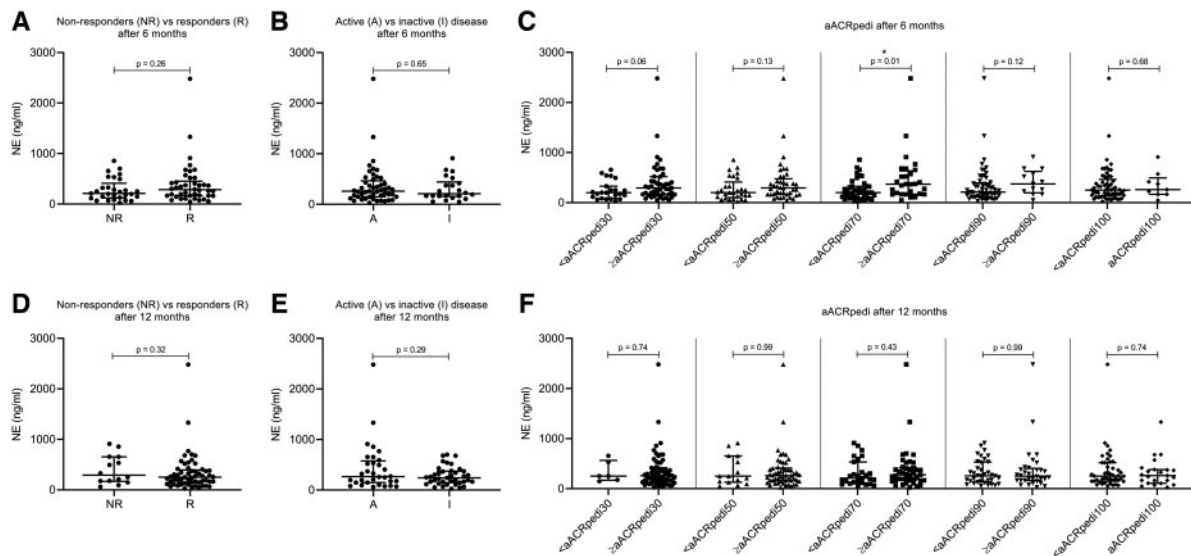 A
Non-responders (NR) vs responders (R)
after 6 months
3000
2000
1000
0
NE (ng/ml)
p = 0.26
NR
R
B
Active (A) vs inactive (I) disease
after 6 months
3000
2000
1000
0
NE (ng/ml)
p = 0.65
A
I
C
aACRpedi after 6 months
3000
2000
1000
0
NE (ng/ml)
p = 0.06
p = 0.13
*
p = 0.01
p = 0.12
p = 0.68
<aACRpedi30
≥aACRpedi30
<aACRpedi50
≥aACRpedi50
<aACRpedi70
≥aACRpedi70
<aACRpedi90
≥aACRpedi90
<aACRpedi100
aACRpedi100
D
Non-responders (NR) vs responders (R)
after 12 months
3000
2000
1000
0
NE (ng/ml)
p = 0.32
NR
R
E
Active (A) vs inactive (I) disease
after 12 months
3000
2000
1000
0
NE (ng/ml)
p = 0.29
A
I
F
aACRpedi after 12 months
3000
2000
1000
0
NE (ng/ml)
p = 0.74
p = 0.99
p = 0.43
p = 0.99
p = 0.74
<aACRpedi30
≥aACRpedi30
<aACRpedi50
≥aACRpedi50
<aACRpedi70
≥aACRpedi70
<aACRpedi90
≥aACRpedi90
<aACRpedi100
aACRpedi100